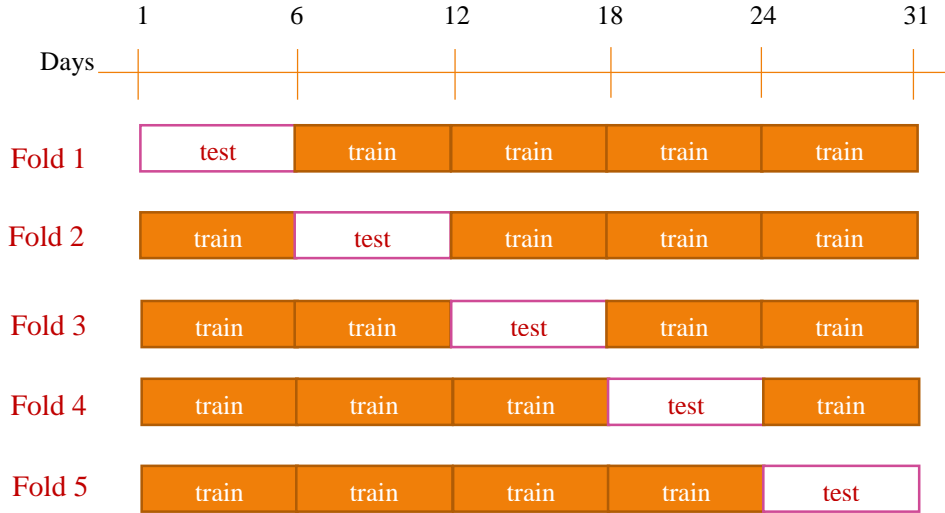 1 6 12 18 24 31
Days
Fold 1 test train train train train
Fold 2 train test train train train
Fold 3 train train test train train
Fold 4 train train train test train
Fold 5 train train train train test